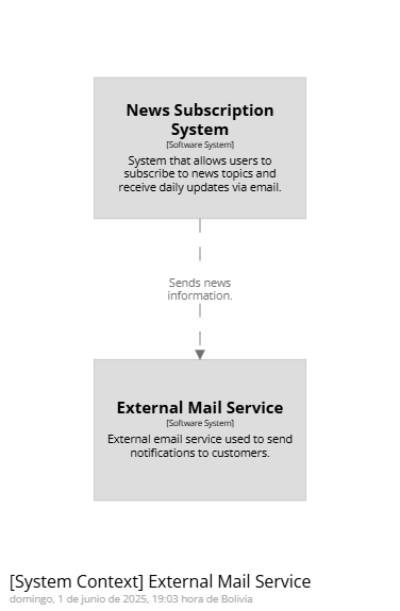 News Subscription
System
[Software System]
System that allows users to
subscribe to news topics and
receive daily updates via email.
Sends news
information.
External Mail Service
[Software System]
External email service used to send
notifications to customers.
[System Context] External Mail Service
domingo, 1 de junio de 2025, 19:03 hora de Bolivia